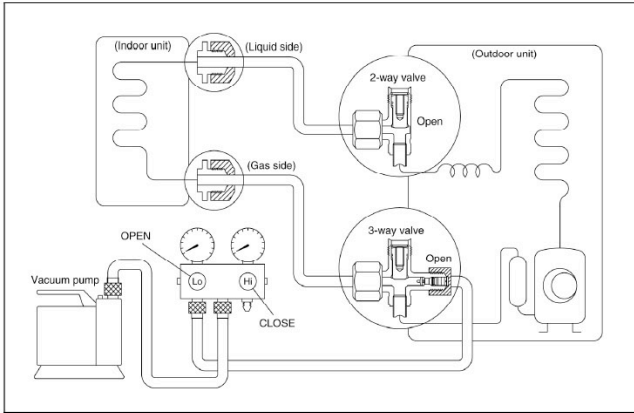 (Indoor unit)
(Liquid side)
(Outdoor unit)
2-way valve
Open
(Gas side)
3-way valve
Open
OPEN
Vacuum pump
Lo
Hi
CLOSE